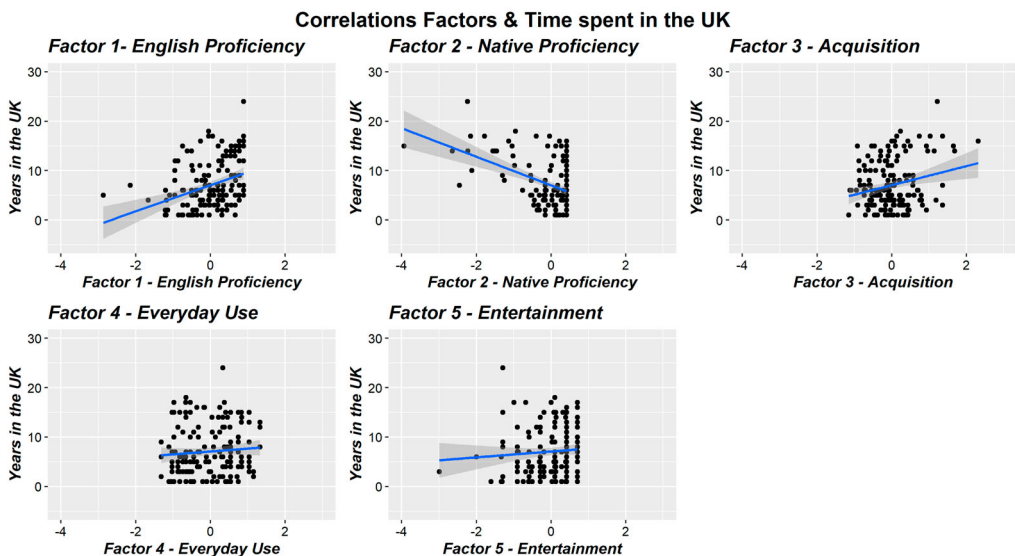 Correlations Factors & Time spent in the UK
Factor 1- English Proficiency
Years in the UK
30
20
10
0
-4
-2
0
2
Factor 1 - English Proficiency
Factor 2 - Native Proficiency
Years in the UK
30
20
10
0
-4
-2
0
2
Factor 2 - Native Proficiency
Factor 3 - Acquisition
Years in the UK
30
20
10
0
-4
-2
0
2
Factor 3 - Acquisition
Factor 4 - Everyday Use
Years in the UK
30
20
10
0
-4
-2
0
2
Factor 4 - Everyday Use
Factor 5 - Entertainment
Years in the UK
30
20
10
0
-4
-2
0
2
Factor 5 - Entertainment